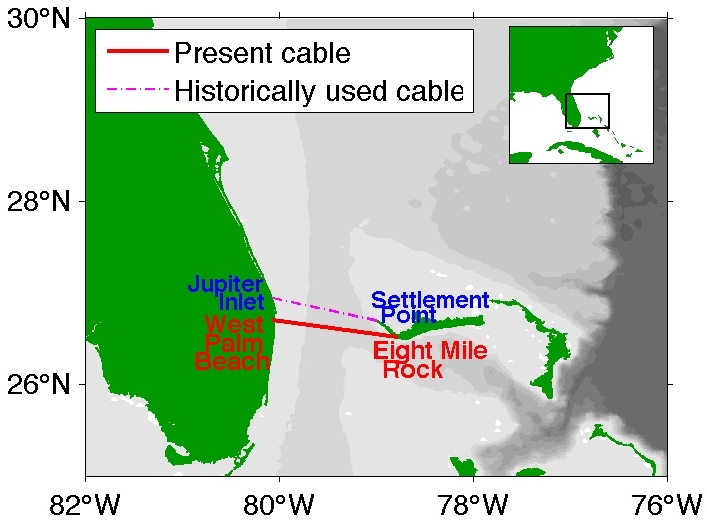 30°N
Present cable
Historically used cable
28°N
Jupiter
Inlet
Settlement
Point
West
Palm
Beach
Eight Mile
Rock
26°N
82°W
80°W
78°W
76°W